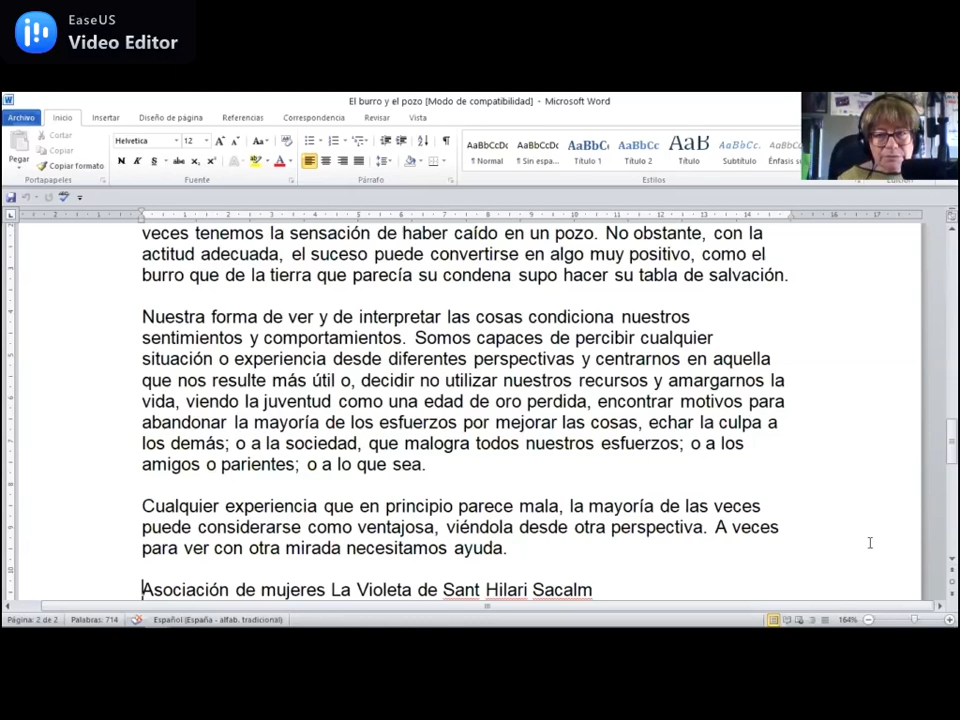 EaseUS
Video Editor
El burro y el pozo [Modo de compatibilidad] - Microsoft Word
Archivo Inicio Insertar Diseño de página Referencias Correspondencia Revisar Vista
Cortar
Copiar
Copiar formato
Pegar
Helvetica 12
AaBbCcDc AaBbCcDc AaBbC AaBbCc AaB AaBbCc. AaBbCc
¶ Normal ¶ Sin espa... Título 1 Título 2 Título Subtítulo Énfasis su
Portapapeles Fuente Párrafo Estilos
veces tenemos la sensación de haber caído en un pozo. No obstante, con la
actitud adecuada, el suceso puede convertirse en algo muy positivo, como el
burro que de la tierra que parecía su condena supo hacer su tabla de salvación.
Nuestra forma de ver y de interpretar las cosas condiciona nuestros
sentimientos y comportamientos. Somos capaces de percibir cualquier
situación o experiencia desde diferentes perspectivas y centrarnos en aquella
que nos resulte más útil o, decidir no utilizar nuestros recursos y amargarnos la
vida, viendo la juventud como una edad de oro perdida, encontrar motivos para
abandonar la mayoría de los esfuerzos por mejorar las cosas, echar la culpa a
los demás; o a la sociedad, que malogra todos nuestros esfuerzos; o a los
amigos o parientes; o a lo que sea.
Cualquier experiencia que en principio parece mala, la mayoría de las veces
puede considerarse como ventajosa, viéndola desde otra perspectiva. A veces
para ver con otra mirada necesitamos ayuda.
Asociación de mujeres La Violeta de Sant Hilari Sacalm
Página: 2 de 2 Palabras: 714 Español (España - alfab. tradicional) 164%